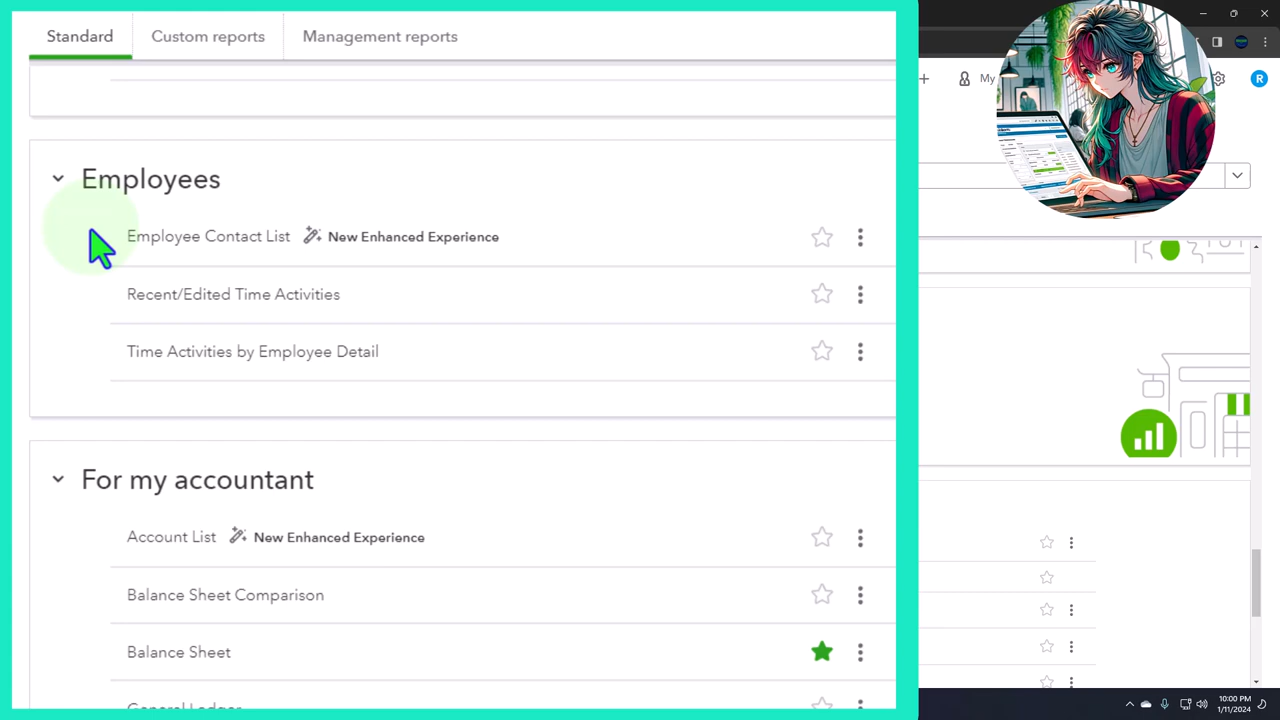 Standard
Custom reports
Management reports
My
R
Employees
Employee Contact List New Enhanced Experience
Recent/Edited Time Activities
Time Activities by Employee Detail
For my accountant
Account List New Enhanced Experience
Balance Sheet Comparison
Balance Sheet
General Ledger
10:00 PM
1/11/2024